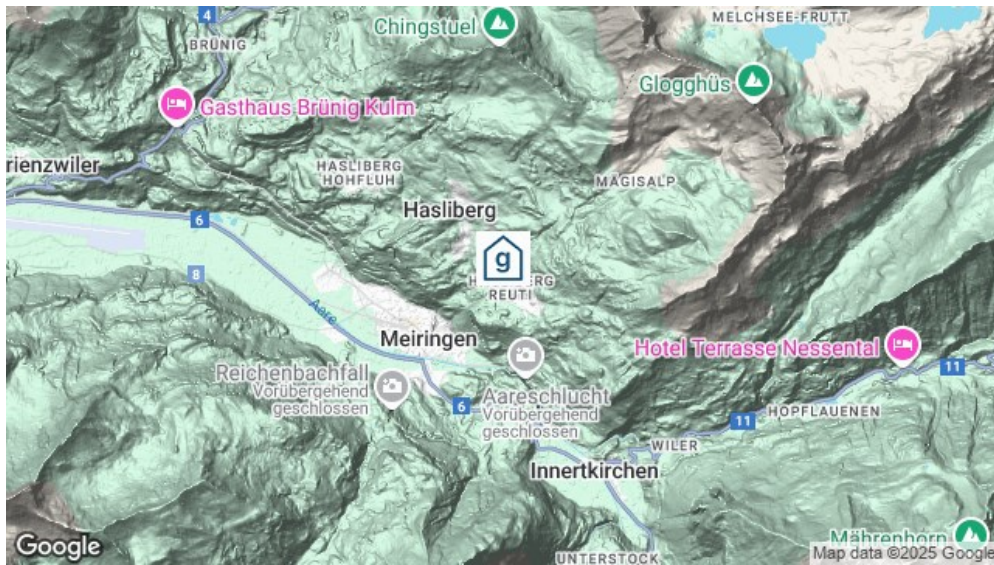 4
BRÜNIG
Chingstuel
MELCHSEE-FRUTT
Glogghüs
Gasthaus Brünig Kulm
rienzwiler
HASLIBERG
HOHFLUH
MÄGISALP
Hasliberg
6
g
H
ERG
REUTI
8
Aare
Meiringen
Hotel Terrasse Nessental
11
Reichenbachfall
Vorübergehend
geschlossen
6
Aareschlucht
Vorübergehend
geschlossen
11
HOPFLAUENEN
WILER
Innertkirchen
Mährenhorn
UNTERSTOCK
Google
Map data ©2025 Google